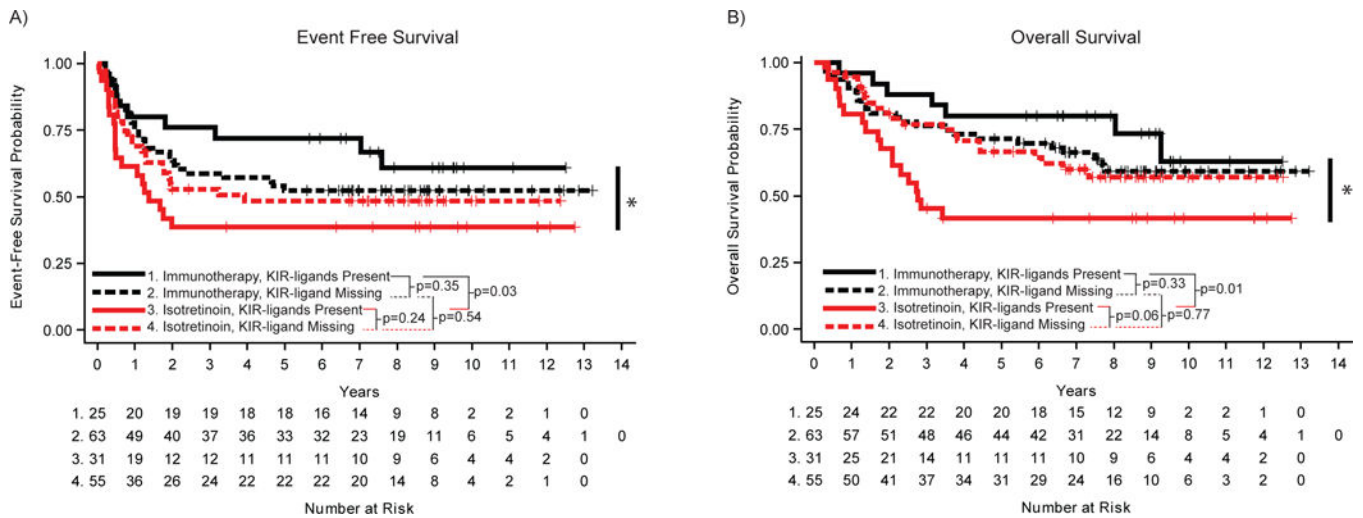 A)
Event Free Survival
Event-Free Survival Probability
1.00
0.75
0.50
0.25
0.00
*
1. Immunotherapy, KIR-ligands Present
2. Immunotherapy, KIR-ligand Missing
3. Isotretinoin, KIR-ligands Present
4. Isotretinoin, KIR-ligand Missing
p=0.35
p=0.03
p=0.24
p=0.54
0 1 2 3 4 5 6 7 8 9 10 11 12 13 14
Years
1. 25 20 19 19 18 18 16 14 9 8 2 2 1 0
2. 63 49 40 37 36 33 32 23 19 11 6 5 4 1 0
3. 31 19 12 12 11 11 11 10 9 6 4 4 2 0
4. 55 36 26 24 22 22 22 20 14 8 4 2 1 0
Number at Risk
B)
Overall Survival
Overall Survival Probability
1.00
0.75
0.50
0.25
0.00
*
1. Immunotherapy, KIR-ligands Present
2. Immunotherapy, KIR-ligand Missing
3. Isotretinoin, KIR-ligands Present
4. Isotretinoin, KIR-ligand Missing
p=0.33
p=0.01
p=0.06
p=0.77
0 1 2 3 4 5 6 7 8 9 10 11 12 13 14
Years
1. 25 24 22 22 20 20 18 15 12 9 2 2 1 0
2. 63 57 51 48 46 44 42 31 22 14 8 5 4 1 0
3. 31 25 21 14 11 11 11 10 9 6 4 4 2 0
4. 55 50 41 37 34 31 29 24 16 10 6 3 2 0
Number at Risk